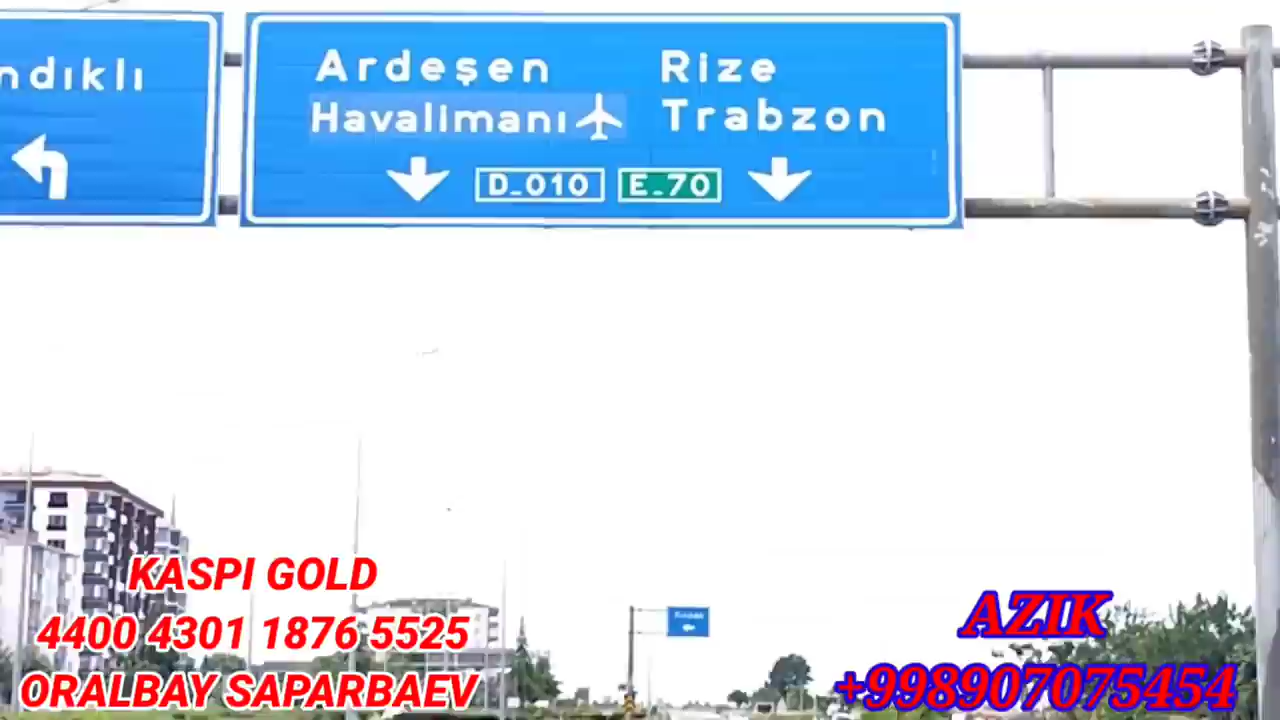 ndıklı
Ardeşen
Havalimanı
Rize
Trabzon
D-010
E-70
KASPI GOLD
4400 4301 1876 5525
ORALBAY SAPARBAEV
AZIK
+998907075454